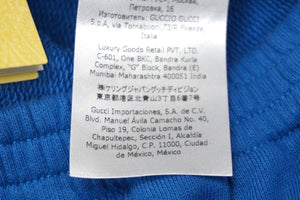 Петровка, 16
Изготовитель: GUCCIO GUCCI
S.p.A, via Tornabuoni 73/R Firenze,
Italia
Luxury Goods Retail PVT. LTD.
C-601, One BKC, Bandra Kurla
Complex, "G" Block, Bandra (E)
Mumbai Maharashtra 400051 India
㈱ケリングジャパングッチディビジョン
東京都港区北青山3丁目6番7号
Gucci Importaciones, S.A. de C.V.
Blvd. Manuel Ávila Camacho No. 40,
Piso 19, Colonia Lomas de
Chapultepec, Sección I, Alcaldía
Miguel Hidalgo, C.P. 11000, Ciudad de
México, México